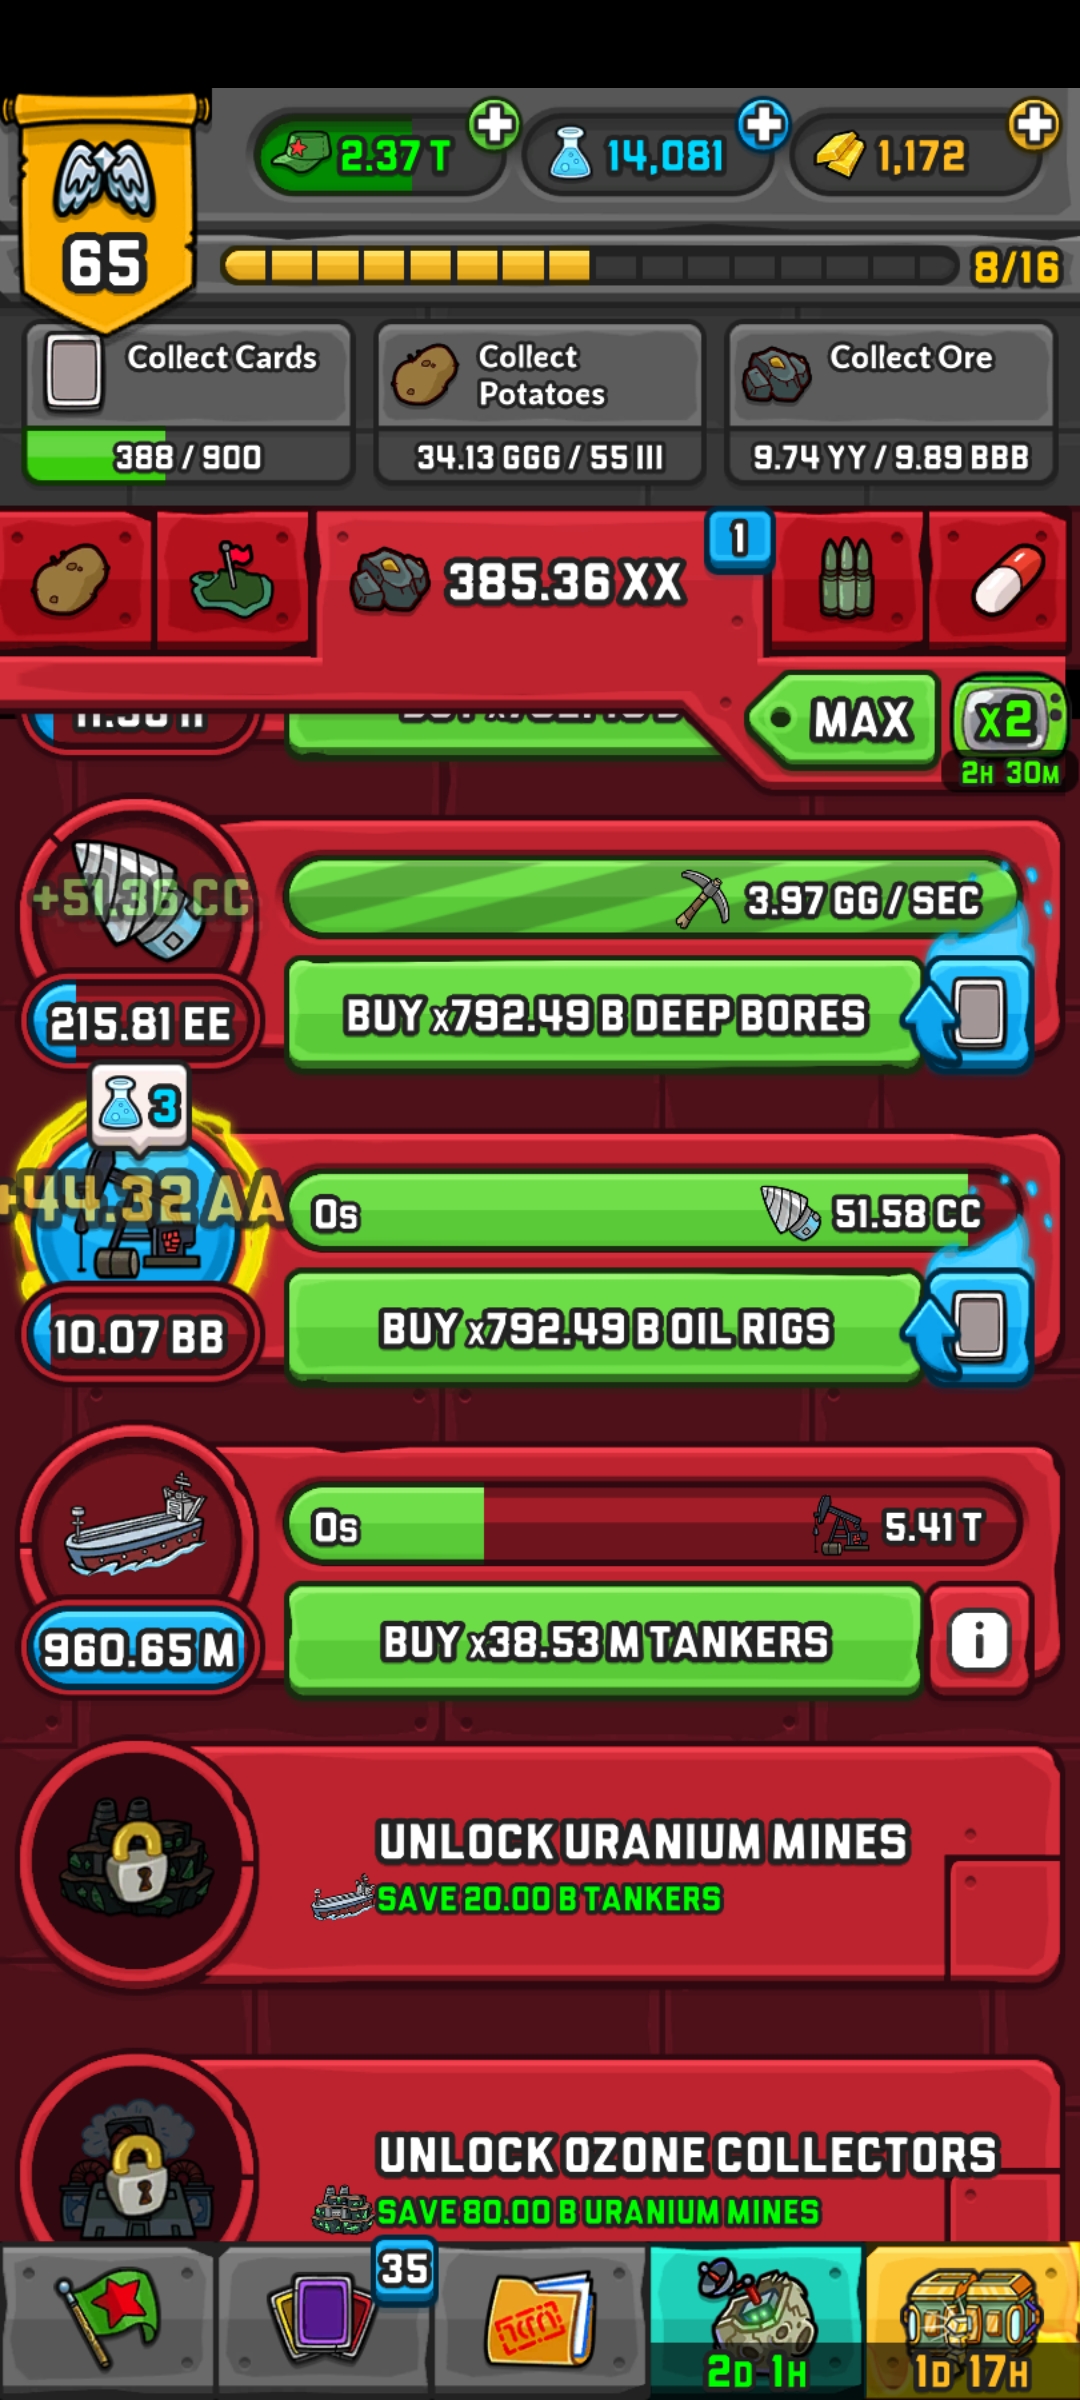 2.37 T
14,081
1,172
65
8/16
Collect Cards
388 / 900
Collect
Potatoes
34.13 GGG / 55 III
Collect Ore
9.74 YY / 9.89 BBB
385.36 XX
1
MAX
x2
2H 30M
+51.36 CC
3.97 GG / SEC
215.81 EE
BUY x792.49 B DEEP BORES
3
+44.32 AA
0s
51.58 CC
10.07 BB
BUY x792.49 B OIL RIGS
0s
5.41 T
960.65 M
BUY x38.53 M TANKERS
i
UNLOCK URANIUM MINES
SAVE 20.00 B TANKERS
UNLOCK OZONE COLLECTORS
SAVE 80.00 B URANIUM MINES
35
2D 1H
1D 17H